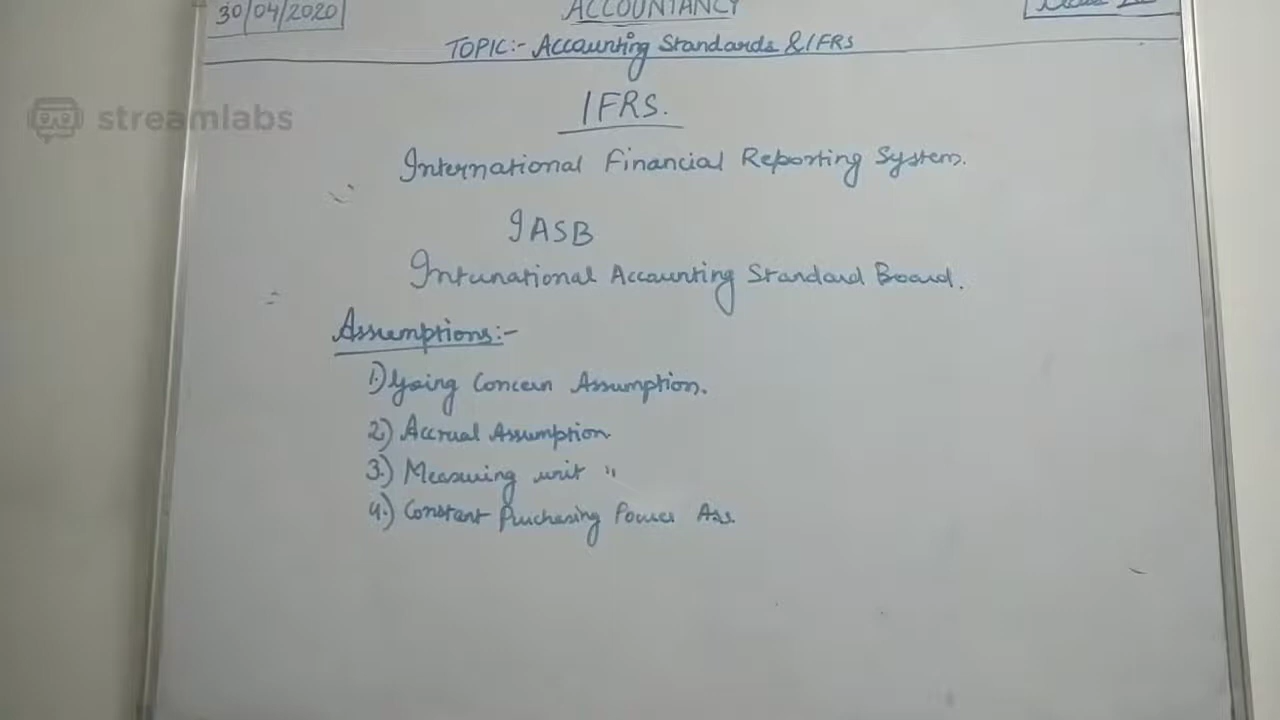 30/04/2020
ACCOUNTANCY
TOPIC:- Accounting Standards & IFRS
streamlabs
IFRS.
International Financial Reporting System.
IASB
International Accounting Standard Board.
Assumptions:-
1.) Going Concern Assumption.
2.) Accrual Assumption.
3.) Measuring unit "
4.) Constant Purchasing Power Ass.